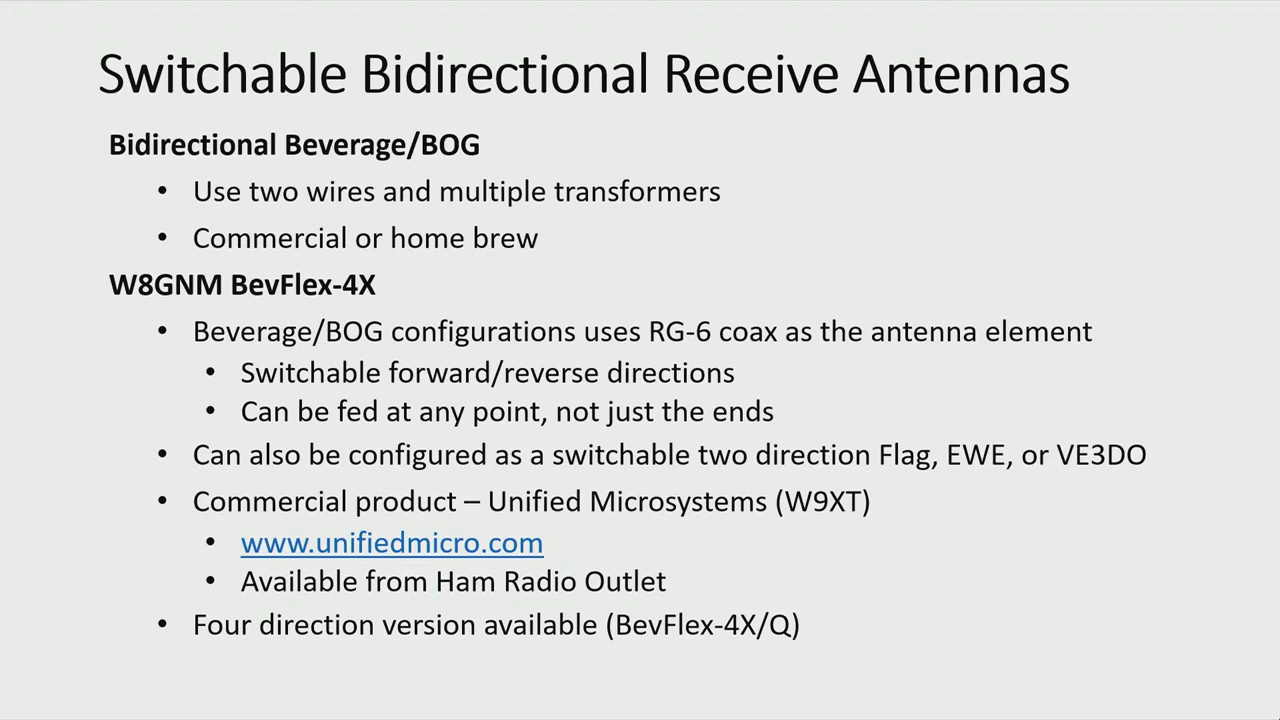 Switchable Bidirectional Receive Antennas
Bidirectional Beverage/BOG
• Use two wires and multiple transformers
• Commercial or home brew
W8GNM BevFlex-4X
• Beverage/BOG configurations uses RG-6 coax as the antenna element
• Switchable forward/reverse directions
• Can be fed at any point, not just the ends
• Can also be configured as a switchable two direction Flag, EWE, or VE3DO
• Commercial product – Unified Microsystems (W9XT)
• www.unifiedmicro.com
• Available from Ham Radio Outlet
• Four direction version available (BevFlex-4X/Q)